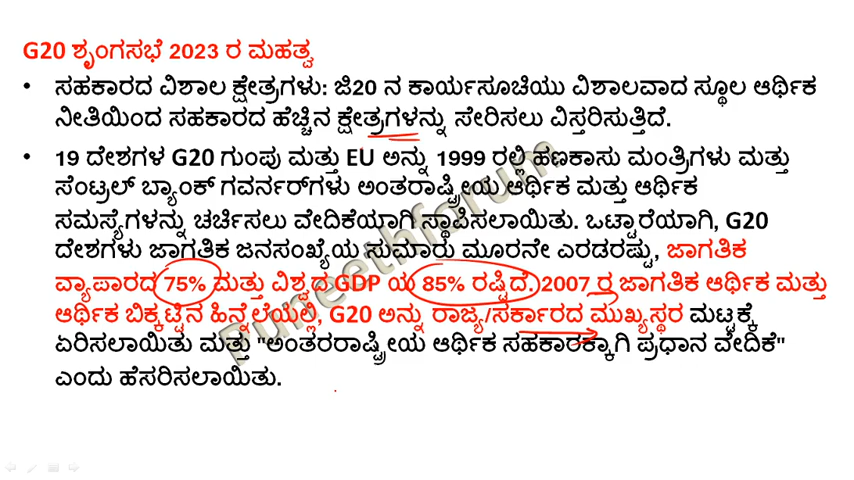 G20 ಶೃಂಗಸಭೆ 2023 ರ ಮಹತ್ವ
• ಸಹಕಾರದ ವಿಶಾಲ ಕ್ಷೇತ್ರಗಳು: ಜಿ20 ನ ಕಾರ್ಯಸೂಚಿಯು ವಿಶಾಲವಾದ ಸ್ಥೂಲ ಆರ್ಥಿಕ
ನೀತಿಯಿಂದ ಸಹಕಾರದ ಹೆಚ್ಚಿನ ಕ್ಷೇತ್ರಗಳನ್ನು ಸೇರಿಸಲು ವಿಸ್ತರಿಸುತ್ತಿದೆ.
• 19 ದೇಶಗಳ G20 ಗುಂಪು ಮತ್ತು EU ಅನ್ನು 1999 ರಲ್ಲಿ ಹಣಕಾಸು ಮಂತ್ರಿಗಳು ಮತ್ತು
ಸೆಂಟ್ರಲ್ ಬ್ಯಾಂಕ್ ಗವರ್ನರ್‌ಗಳು ಅಂತರಾಷ್ಟ್ರೀಯ ಆರ್ಥಿಕ ಮತ್ತು ಆರ್ಥಿಕ
ಸಮಸ್ಯೆಗಳನ್ನು ಚರ್ಚಿಸಲು ವೇದಿಕೆಯಾಗಿ ಸ್ಥಾಪಿಸಲಾಯಿತು. ಒಟ್ಟಾರೆಯಾಗಿ, G20
ದೇಶಗಳು ಜಾಗತಿಕ ಜನಸಂಖ್ಯೆಯ ಸುಮಾರು ಮೂರನೇ ಎರಡರಷ್ಟು, ಜಾಗತಿಕ
ವ್ಯಾಪಾರದ 75% ಮತ್ತು ವಿಶ್ವದ GDP ಯ 85% ರಷ್ಟಿದೆ. 2007 ರ ಜಾಗತಿಕ ಆರ್ಥಿಕ ಮತ್ತು
ಆರ್ಥಿಕ ಬಿಕ್ಕಟ್ಟಿನ ಹಿನ್ನೆಲೆಯಲ್ಲಿ, G20 ಅನ್ನು ರಾಜ್ಯ/ಸರ್ಕಾರದ ಮುಖ್ಯಸ್ಥರ ಮಟ್ಟಕ್ಕೆ
ಏರಿಸಲಾಯಿತು ಮತ್ತು "ಅಂತರರಾಷ್ಟ್ರೀಯ ಆರ್ಥಿಕ ಸಹಕಾರಕ್ಕಾಗಿ ಪ್ರಧಾನ ವೇದಿಕೆ"
ಎಂದು ಹೆಸರಿಸಲಾಯಿತು.
Puneethforum